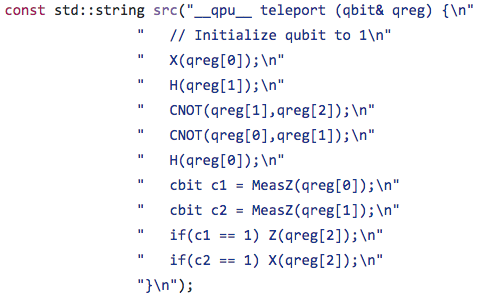 const std::string src("__qpu__ teleport (qbit& qreg) {\n"
"   // Initialize qubit to 1\n"
"   X(qreg[0]);\n"
"   H(qreg[1]);\n"
"   CNOT(qreg[1],qreg[2]);\n"
"   CNOT(qreg[0],qreg[1]);\n"
"   H(qreg[0]);\n"
"   cbit c1 = MeasZ(qreg[0]);\n"
"   cbit c2 = MeasZ(qreg[1]);\n"
"   if(c1 == 1) Z(qreg[2]);\n"
"   if(c2 == 1) X(qreg[2]);\n"
"}\n");